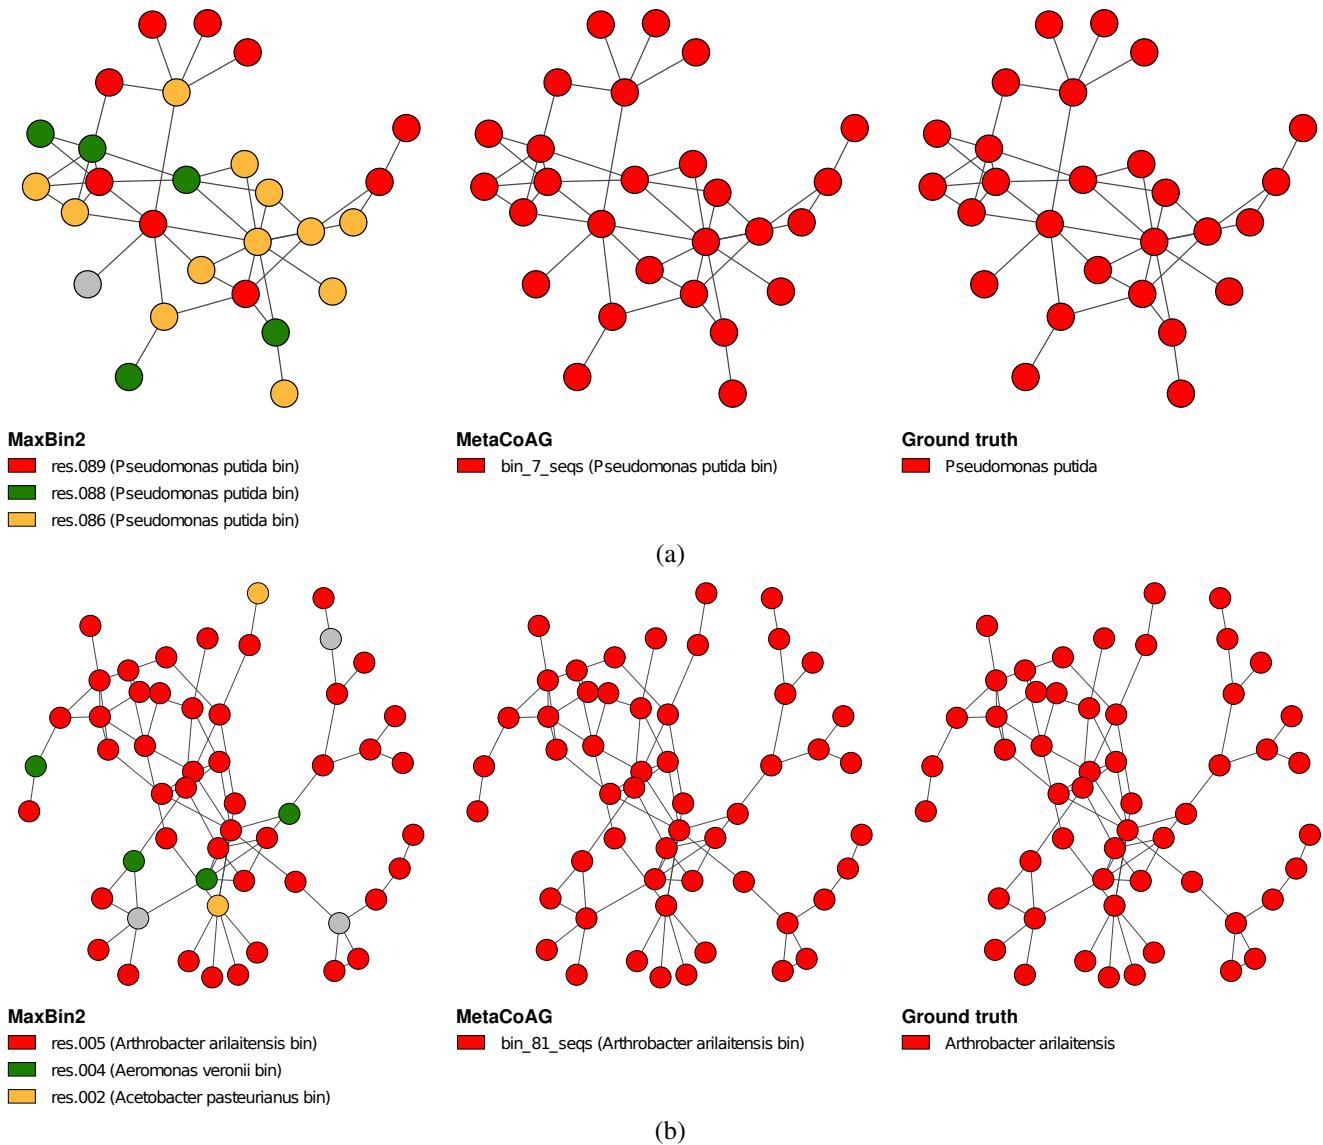 MaxBin2
res.089 (Pseudomonas putida bin)
res.088 (Pseudomonas putida bin)
res.086 (Pseudomonas putida bin)
MetaCoAG
bin_7_seqs (Pseudomonas putida bin)
Ground truth
Pseudomonas putida
(a)
MaxBin2
res.005 (Arthrobacter arilaitensis bin)
res.004 (Aeromonas veronii bin)
res.002 (Acetobacter pasteurianus bin)
MetaCoAG
bin_81_seqs (Arthrobacter arilaitensis bin)
Ground truth
Arthrobacter arilaitensis
(b)